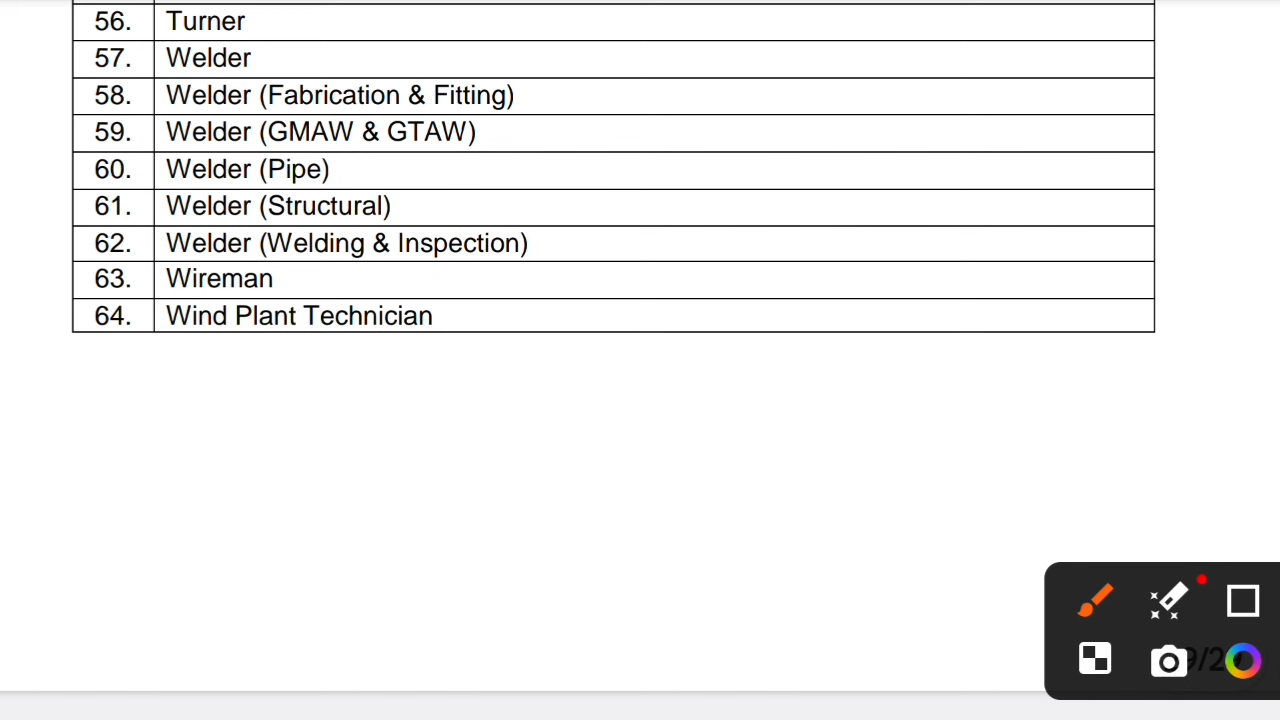 56. Turner
57. Welder
58. Welder (Fabrication & Fitting)
59. Welder (GMAW & GTAW)
60. Welder (Pipe)
61. Welder (Structural)
62. Welder (Welding & Inspection)
63. Wireman
64. Wind Plant Technician